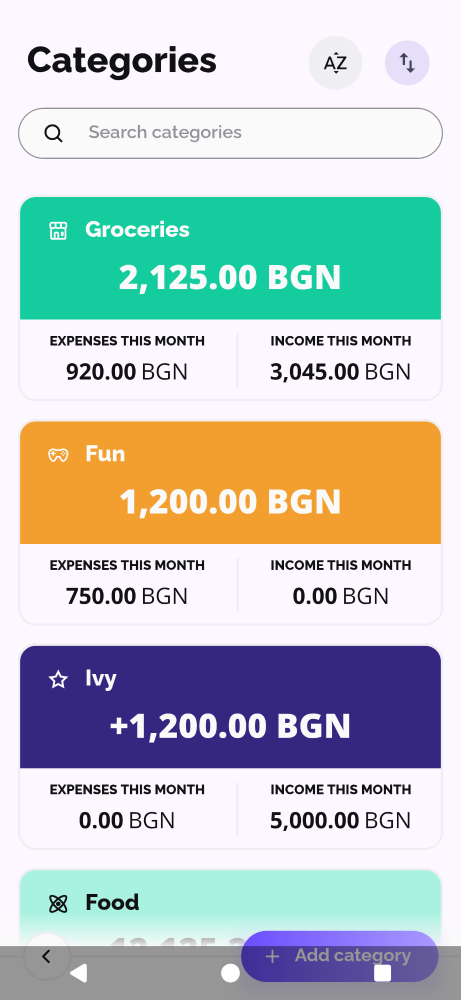 Categories
AZ
Search categories
Groceries
2,125.00 BGN
EXPENSES THIS MONTH
INCOME THIS MONTH
920.00 BGN
3,045.00 BGN
Fun
1,200.00 BGN
EXPENSES THIS MONTH
INCOME THIS MONTH
750.00 BGN
0.00 BGN
Ivy
+1,200.00 BGN
EXPENSES THIS MONTH
INCOME THIS MONTH
0.00 BGN
5,000.00 BGN
Food
+ Add category